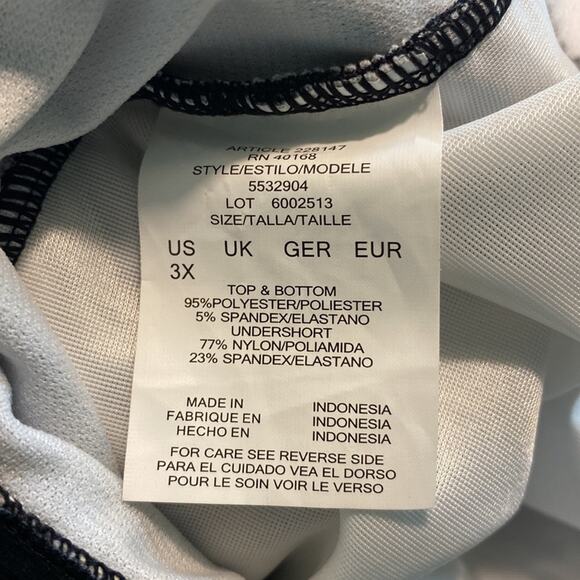 ARTICLE 228147
RN 40168
STYLE/ESTILO/MODELE
5532904
LOT 6002513
SIZE/TALLA/TAILLE
US UK GER EUR
3X
TOP & BOTTOM
95%POLYESTER/POLIESTER
5% SPANDEX/ELASTANO
UNDERSHORT
77% NYLON/POLIAMIDA
23% SPANDEX/ELASTANO
MADE IN INDONESIA
FABRIQUE EN INDONESIA
HECHO EN INDONESIA
FOR CARE SEE REVERSE SIDE
PARA EL CUIDADO VEA EL DORSO
POUR LE SOIN VOIR LE VERSO